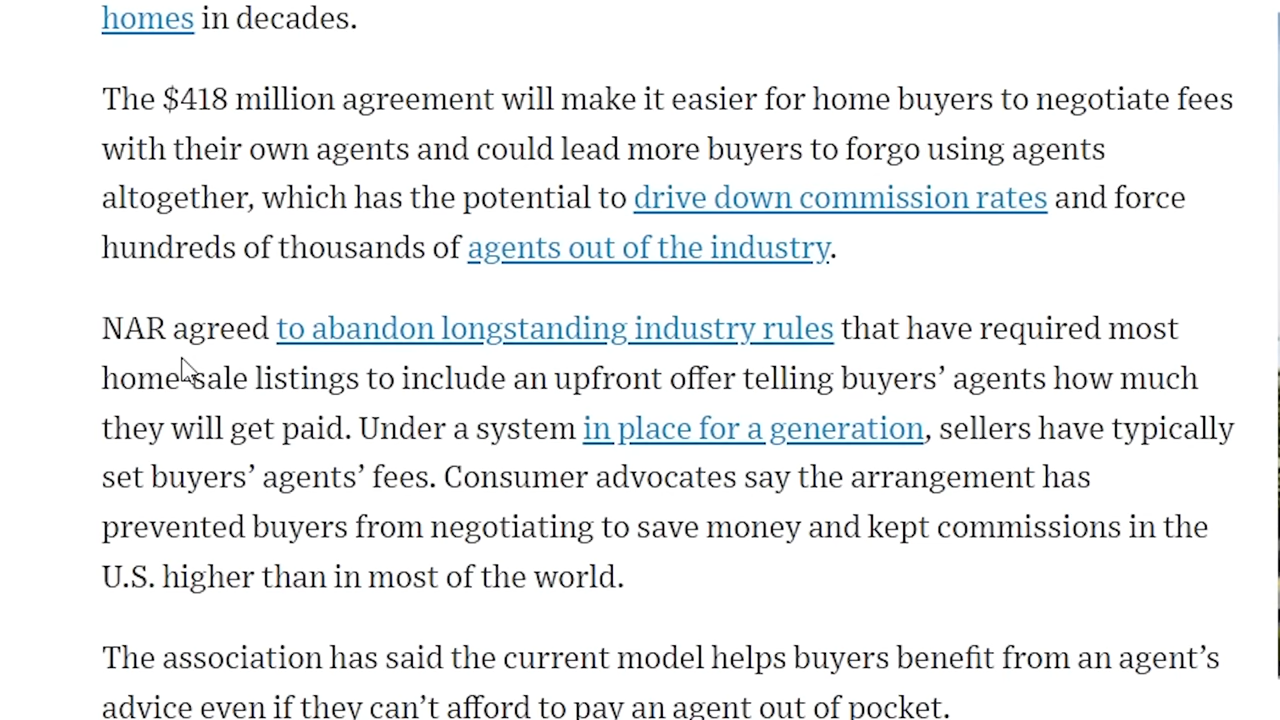 homes in decades.
The $418 million agreement will make it easier for home buyers to negotiate fees
with their own agents and could lead more buyers to forgo using agents
altogether, which has the potential to drive down commission rates and force
hundreds of thousands of agents out of the industry.
NAR agreed to abandon longstanding industry rules that have required most
home-sale listings to include an upfront offer telling buyers’ agents how much
they will get paid. Under a system in place for a generation, sellers have typically
set buyers’ agents’ fees. Consumer advocates say the arrangement has
prevented buyers from negotiating to save money and kept commissions in the
U.S. higher than in most of the world.
The association has said the current model helps buyers benefit from an agent’s
advice even if they can’t afford to pay an agent out of pocket.